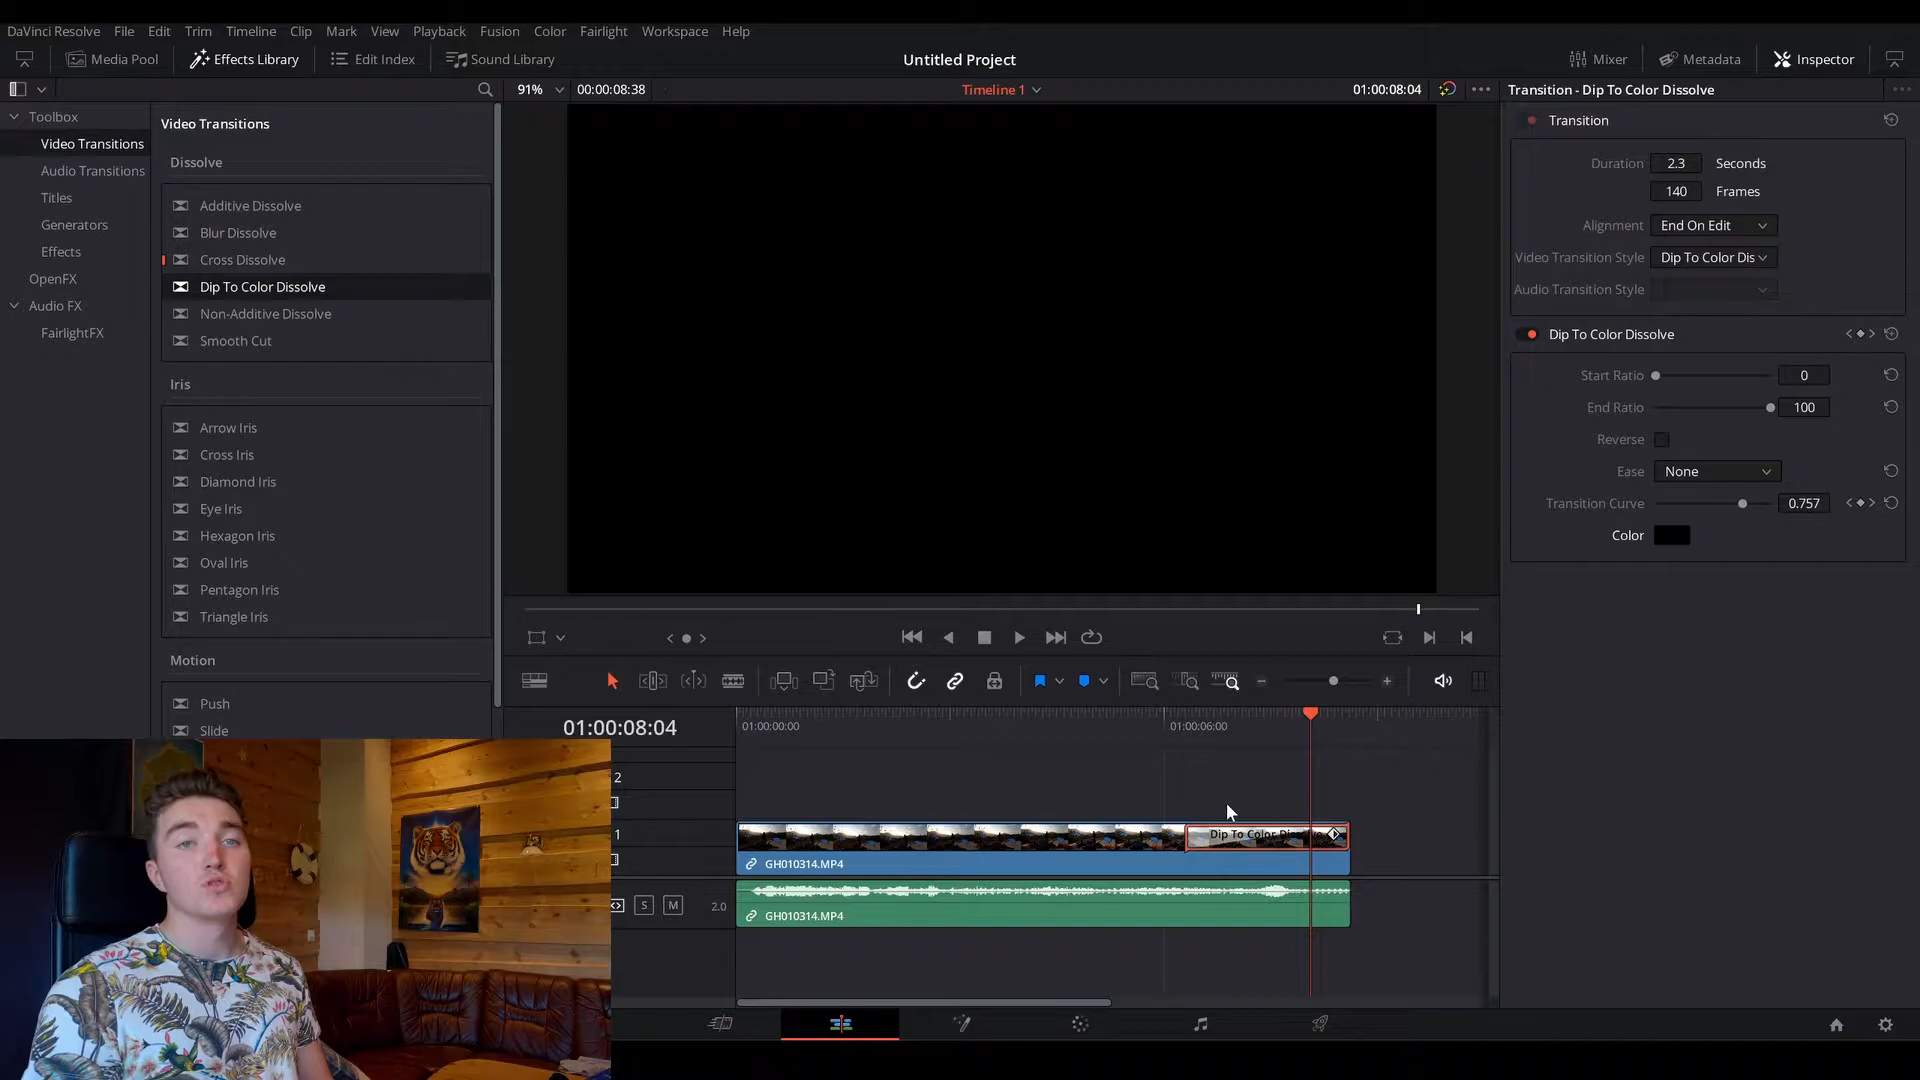 DaVinci Resolve File Edit Trim Timeline Clip Mark View Playback Fusion Color Fairlight Workspace Help
Media Pool Effects Library Edit Index Sound Library Untitled Project Mixer Metadata Inspector
91% 00:00:08:38 Timeline 1 01:00:08:04 Transition - Dip To Color Dissolve
Toolbox
Video Transitions
Audio Transitions
Titles
Generators
Effects
OpenFX
Audio FX
FairlightFX
Video Transitions
Dissolve
Additive Dissolve
Blur Dissolve
Cross Dissolve
Dip To Color Dissolve
Non-Additive Dissolve
Smooth Cut
Iris
Arrow Iris
Cross Iris
Diamond Iris
Eye Iris
Hexagon Iris
Oval Iris
Pentagon Iris
Triangle Iris
Motion
Push
Slide
Transition
Duration 2.3 Seconds
140 Frames
Alignment End On Edit
Video Transition Style Dip To Color Dis
Audio Transition Style
Dip To Color Dissolve
Start Ratio 0
End Ratio 100
Reverse
Ease None
Transition Curve 0.757
Color
01:00:08:04 01:00:00:00 01:00:06:00
2
1 Dip To Color
GH010314.MP4
S M 2.0
GH010314.MP4